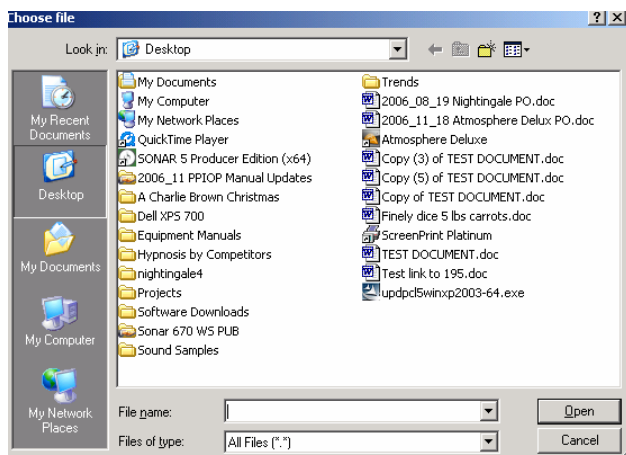 Choose file
Look in:
Desktop
My Recent
Documents
Desktop
My Documents
My Computer
My Network
Places
My Documents
My Computer
My Network Places
QuickTime Player
SONAR 5 Producer Edition (x64)
2006_11 PPIOP Manual Updates
A Charlie Brown Christmas
Dell XPS 700
Equipment Manuals
Hypnosis by Competitors
nightingale4
Projects
Software Downloads
Sonar 670 WS PUB
Sound Samples
Trends
2006_08_19 Nightingale PO.doc
2006_11_18 Atmosphere Delux PO.doc
Atmosphere Deluxe
Copy (3) of TEST DOCUMENT.doc
Copy (5) of TEST DOCUMENT.doc
Copy of TEST DOCUMENT.doc
Finely dice 5 lbs carrots.doc
ScreenPrint Platinum
TEST DOCUMENT.doc
Test link to 195.doc
updpcl5winxp2003-64.exe
File name:
Open
Files of type:
All Files (*.*)
Cancel